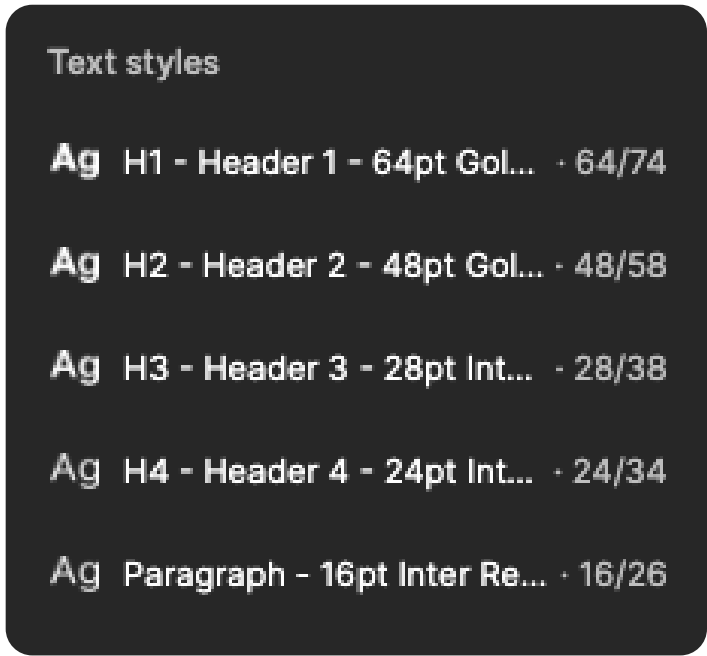 Text styles
Ag H1 - Header 1 - 64pt Gol... · 64/74
Ag H2 - Header 2 - 48pt Gol... · 48/58
Ag H3 - Header 3 - 28pt Int... · 28/38
Ag H4 - Header 4 - 24pt Int... · 24/34
Ag Paragraph - 16pt Inter Re... · 16/26